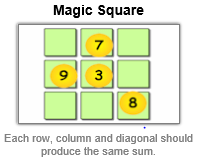 Magic Square
7
9 3
8
Each row, column and diagonal should
produce the same sum.